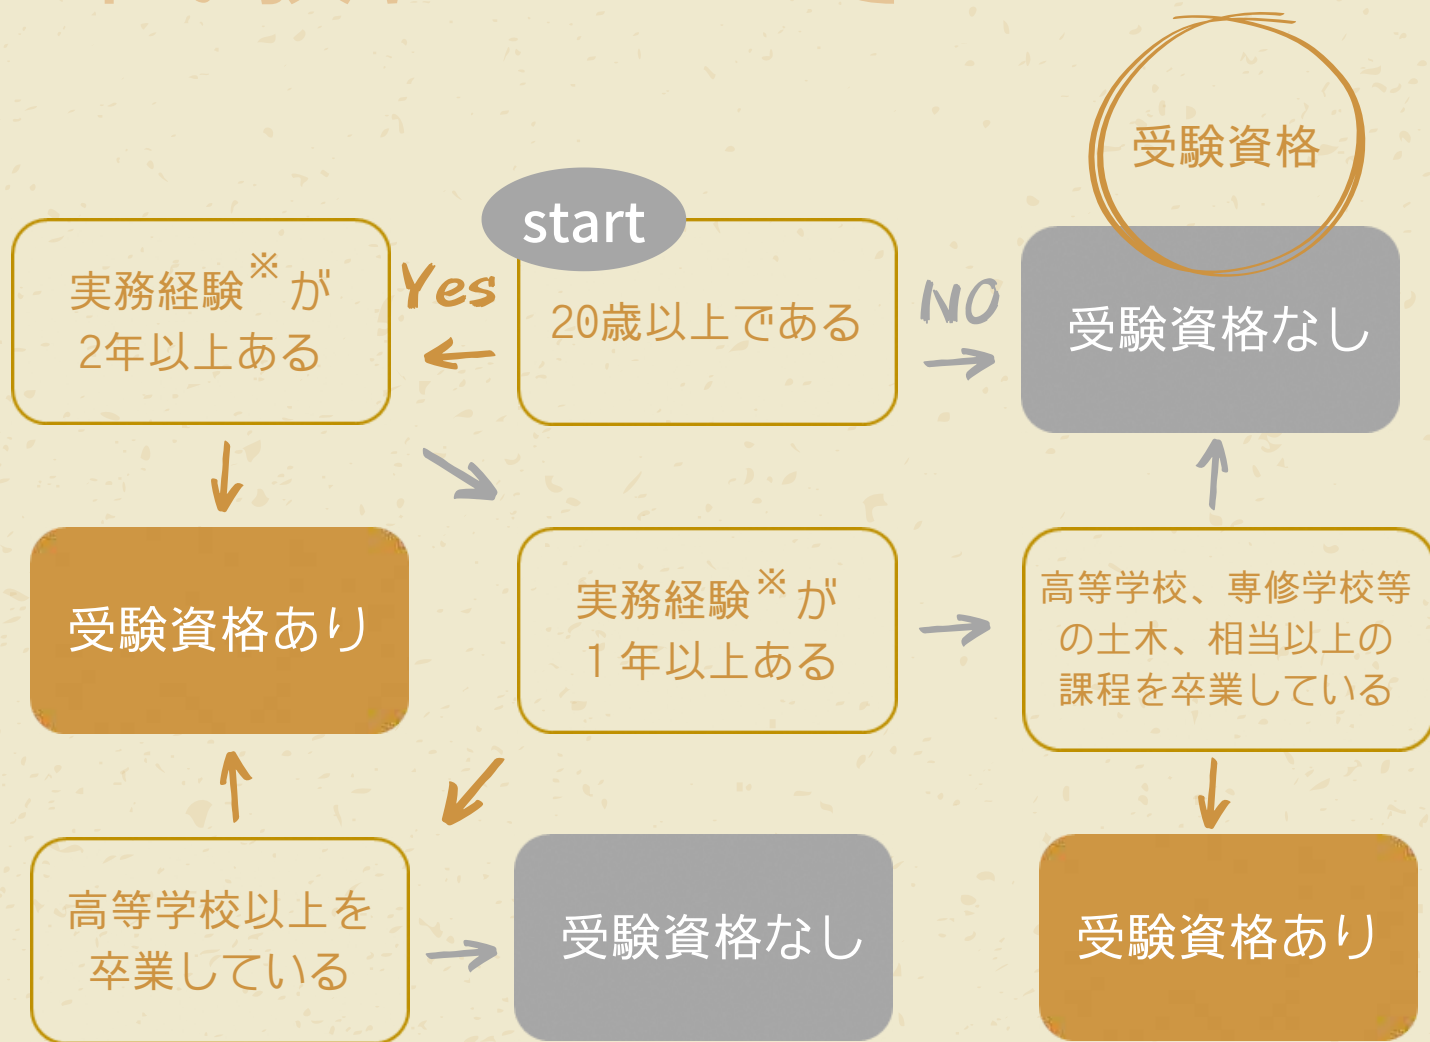 受験資格
start
実務経験※が
2年以上ある
Yes
20歳以上である
NO
受験資格なし
受験資格あり
実務経験※が
1年以上ある
高等学校、専修学校等
の土木、相当以上の
課程を卒業している
高等学校以上を
卒業している
受験資格なし
受験資格あり